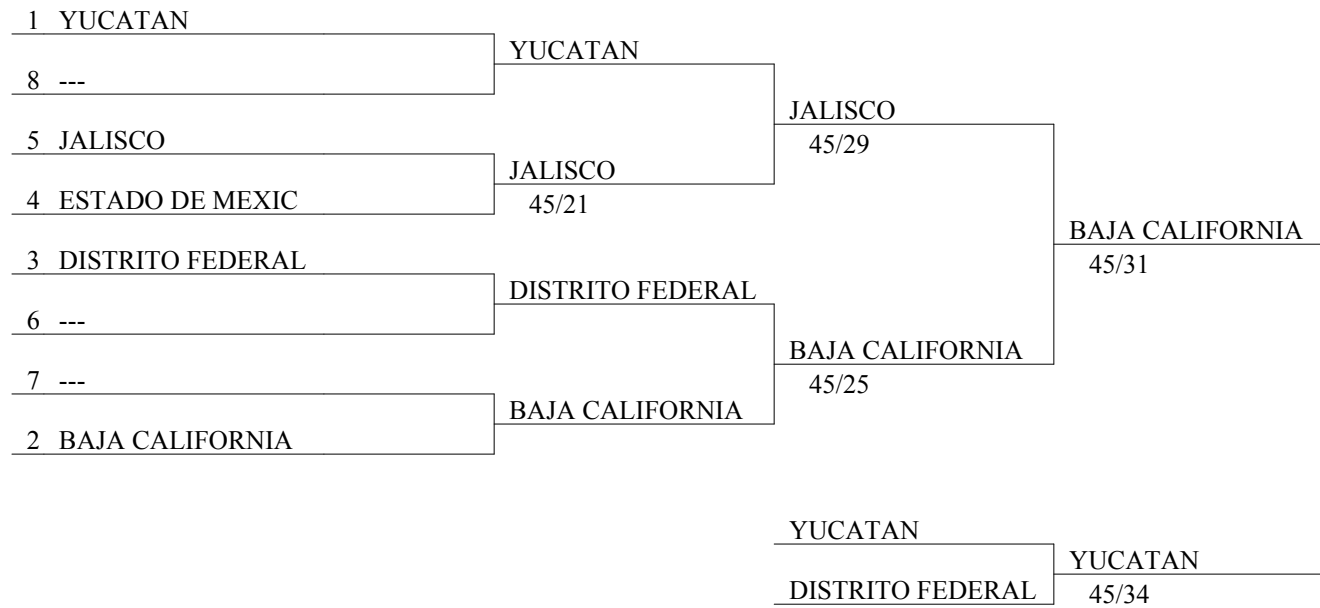 1 YUCATAN
YUCATAN
8 ---
JALISCO
45/29
5 JALISCO
JALISCO
45/21
4 ESTADO DE MEXIC
BAJA CALIFORNIA
45/31
3 DISTRITO FEDERAL
DISTRITO FEDERAL
6 ---
BAJA CALIFORNIA
45/25
7 ---
BAJA CALIFORNIA
2 BAJA CALIFORNIA
YUCATAN
YUCATAN
45/34
DISTRITO FEDERAL